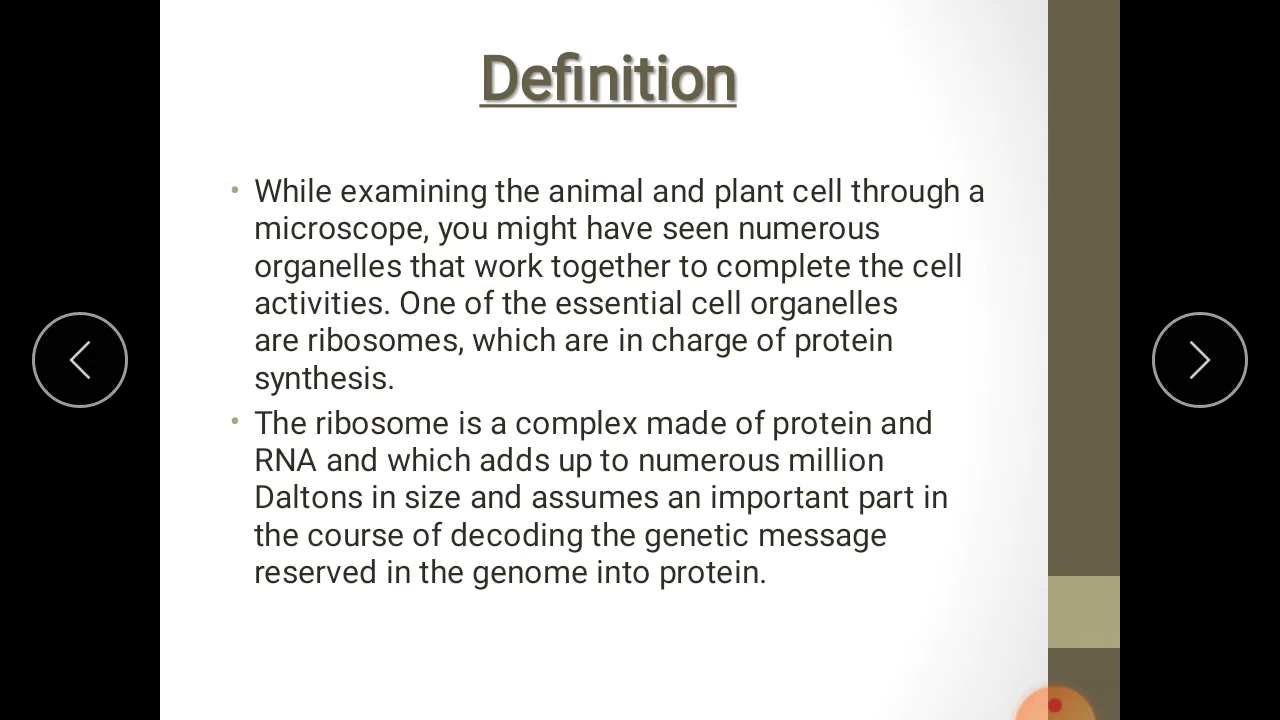 Definition
• While examining the animal and plant cell through a
microscope, you might have seen numerous
organelles that work together to complete the cell
activities. One of the essential cell organelles
are ribosomes, which are in charge of protein
synthesis.
• The ribosome is a complex made of protein and
RNA and which adds up to numerous million
Daltons in size and assumes an important part in
the course of decoding the genetic message
reserved in the genome into protein.